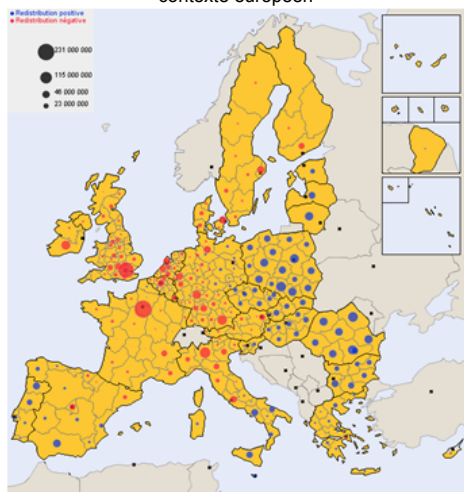 contexte européen
Redistribution positive
Redistribution négative
231 000 000
115 000 000
46 000 000
23 000 000